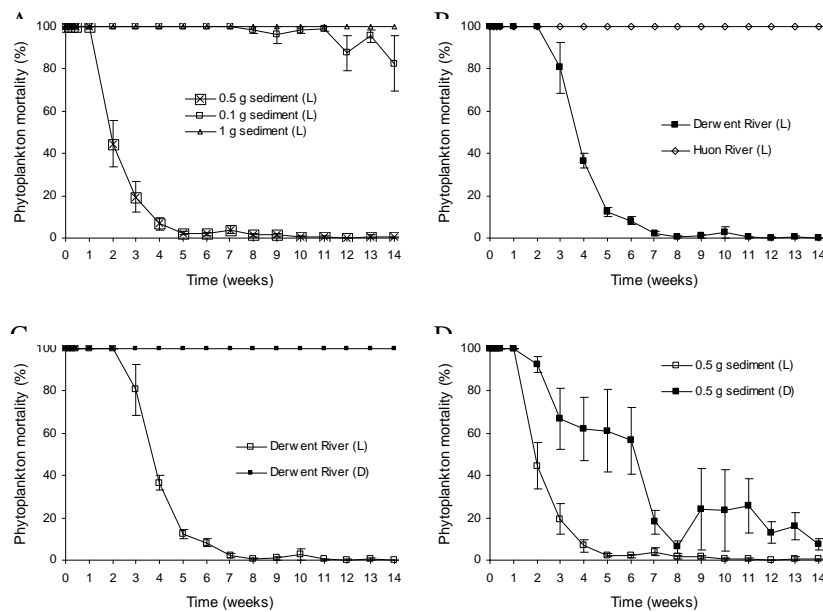 A
Phytoplankton mortality (%)
100
80
60
40
20
0
0.5 g sediment (L)
0.1 g sediment (L)
1 g sediment (L)
0 1 2 3 4 5 6 7 8 9 10 11 12 13 14
Time (weeks)
B
Phytoplankton mortality (%)
100
80
60
40
20
0
Derwent River (L)
Huon River (L)
0 1 2 3 4 5 6 7 8 9 10 11 12 13 14
Time (weeks)
C
Phytoplankton mortality (%)
100
80
60
40
20
0
Derwent River (L)
Derwent River (D)
0 1 2 3 4 5 6 7 8 9 10 11 12 13 14
Time (weeks)
D
Phytoplankton mortality (%)
100
80
60
40
20
0
0.5 g sediment (L)
0.5 g sediment (D)
0 1 2 3 4 5 6 7 8 9 10 11 12 13 14
Time (weeks)